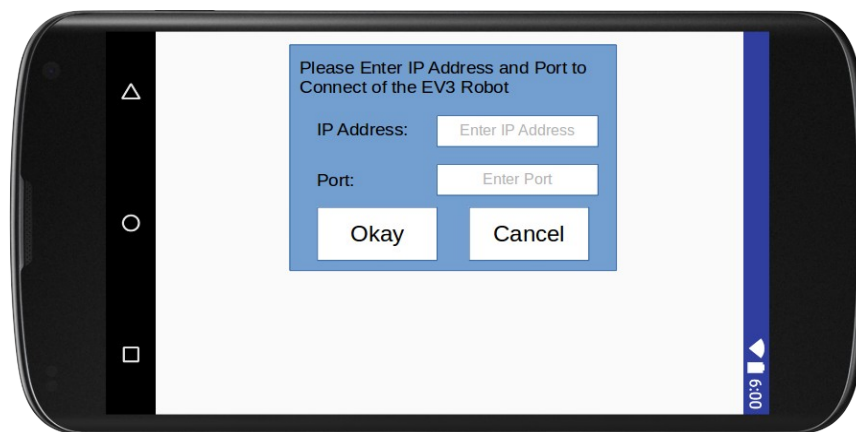 Please Enter IP Address and Port to
Connect of the EV3 Robot
IP Address: Enter IP Address
Port: Enter Port
Okay Cancel
6:00